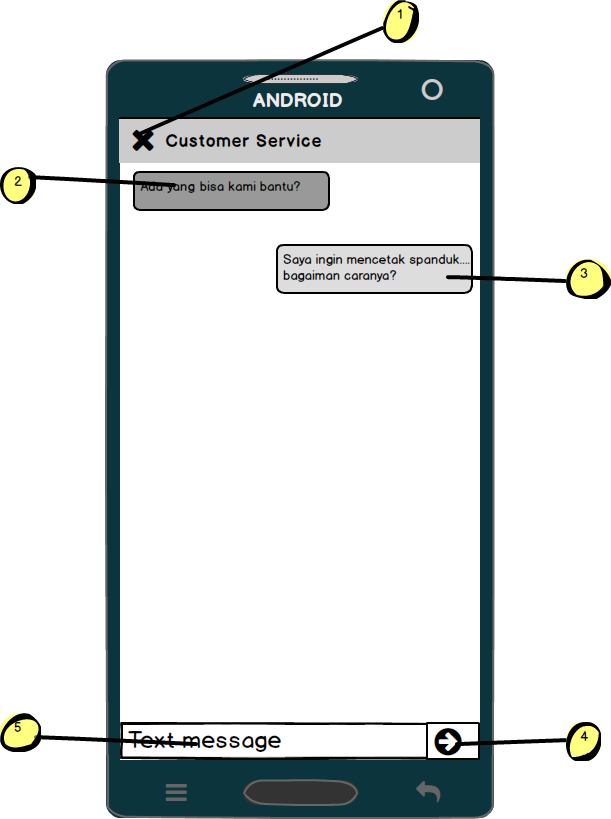 1
ANDROID
Customer Service
2
Ada yang bisa kami bantu?
Saya ingin mencetak spanduk....
bagaiman caranya?
3
5
Text message
4